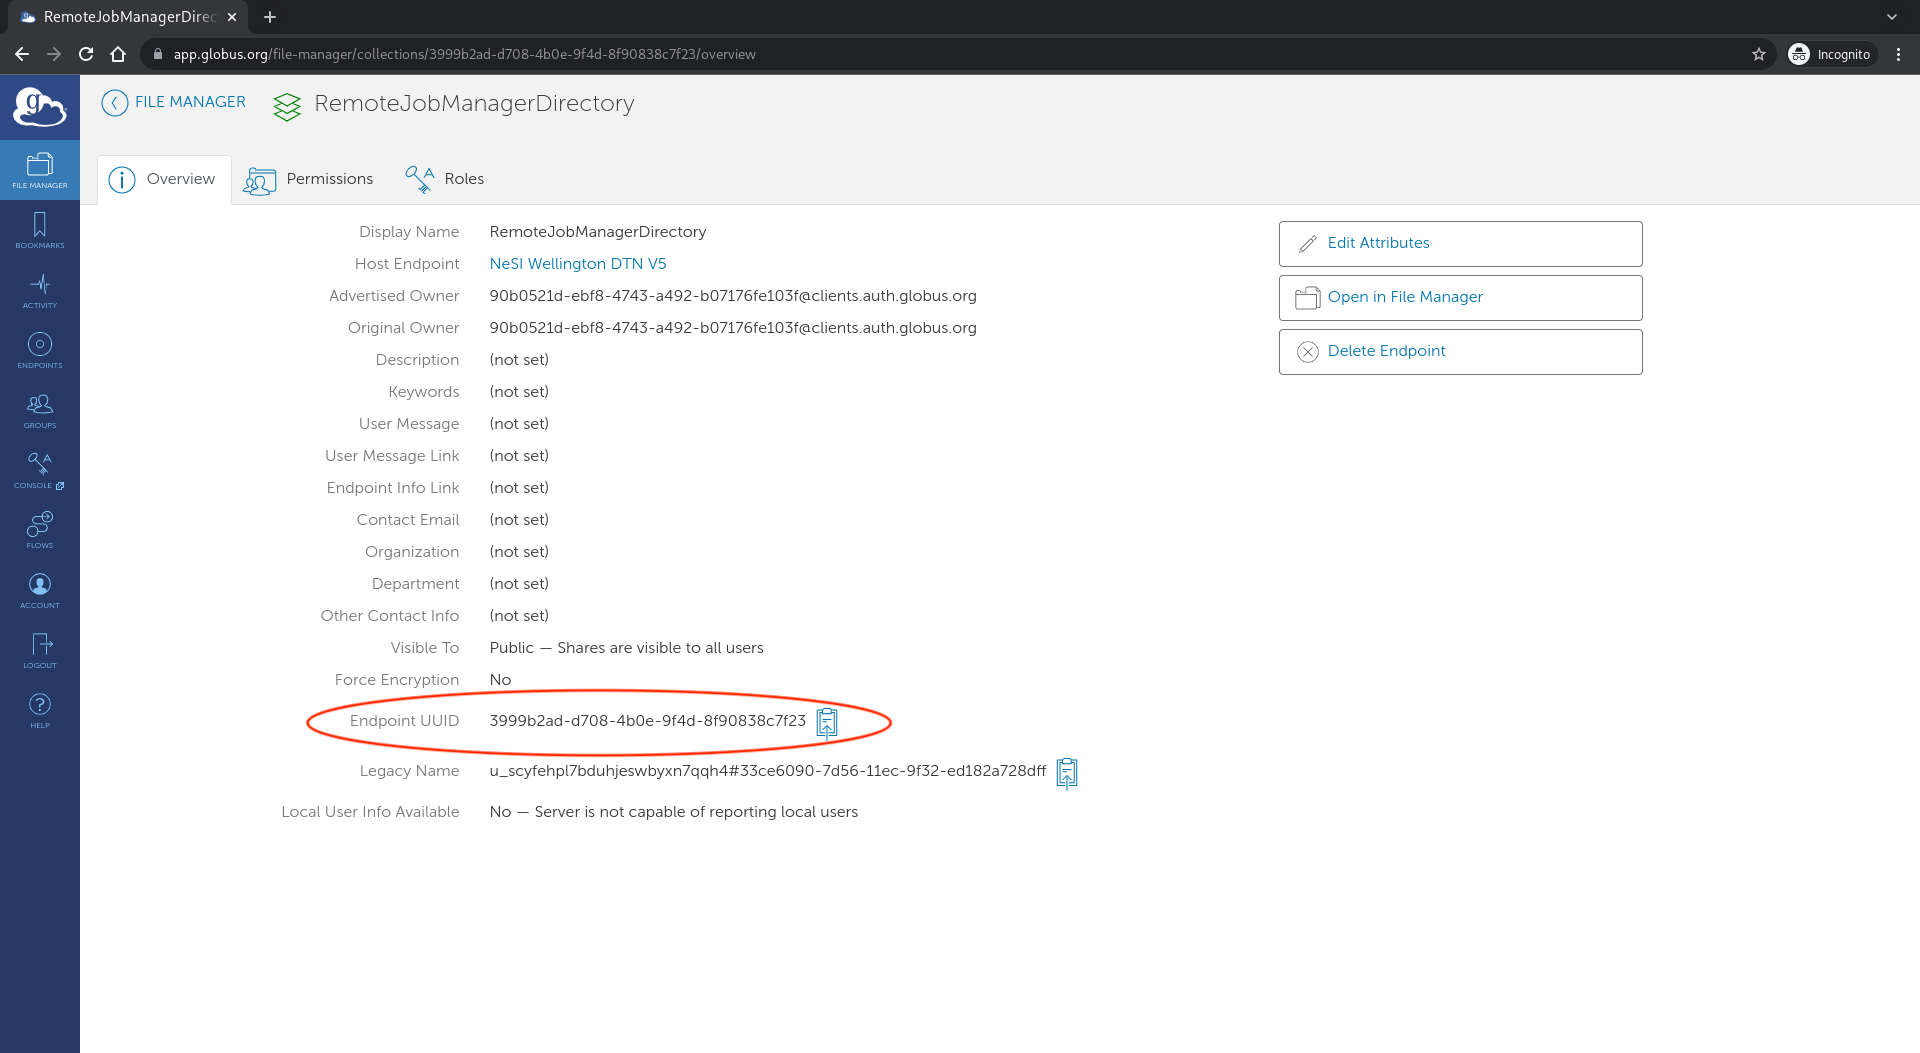 RemoteJobManagerDirec
app.globus.org/file-manager/collections/3999b2ad-d708-4b0e-9f4d-8f90838c7f23/overview
Incognito
g
FILE MANAGER
RemoteJobManagerDirectory
Overview
Permissions
Roles
FILE MANAGER
BOOKMARKS
ACTIVITY
ENDPOINTS
GROUPS
CONSOLE
FLOWS
ACCOUNT
LOGOUT
HELP
Display Name RemoteJobManagerDirectory
Host Endpoint NeSI Wellington DTN V5
Advertised Owner 90b0521d-ebf8-4743-a492-b07176fe103f@clients.auth.globus.org
Original Owner 90b0521d-ebf8-4743-a492-b07176fe103f@clients.auth.globus.org
Description (not set)
Keywords (not set)
User Message (not set)
User Message Link (not set)
Endpoint Info Link (not set)
Contact Email (not set)
Organization (not set)
Department (not set)
Other Contact Info (not set)
Visible To Public — Shares are visible to all users
Force Encryption No
Endpoint UUID 3999b2ad-d708-4b0e-9f4d-8f90838c7f23
Legacy Name u_scyfehpl7bduhjeswbyxn7qqh4#33ce6090-7d56-11ec-9f32-ed182a728dff
Local User Info Available No — Server is not capable of reporting local users
Edit Attributes
Open in File Manager
Delete Endpoint